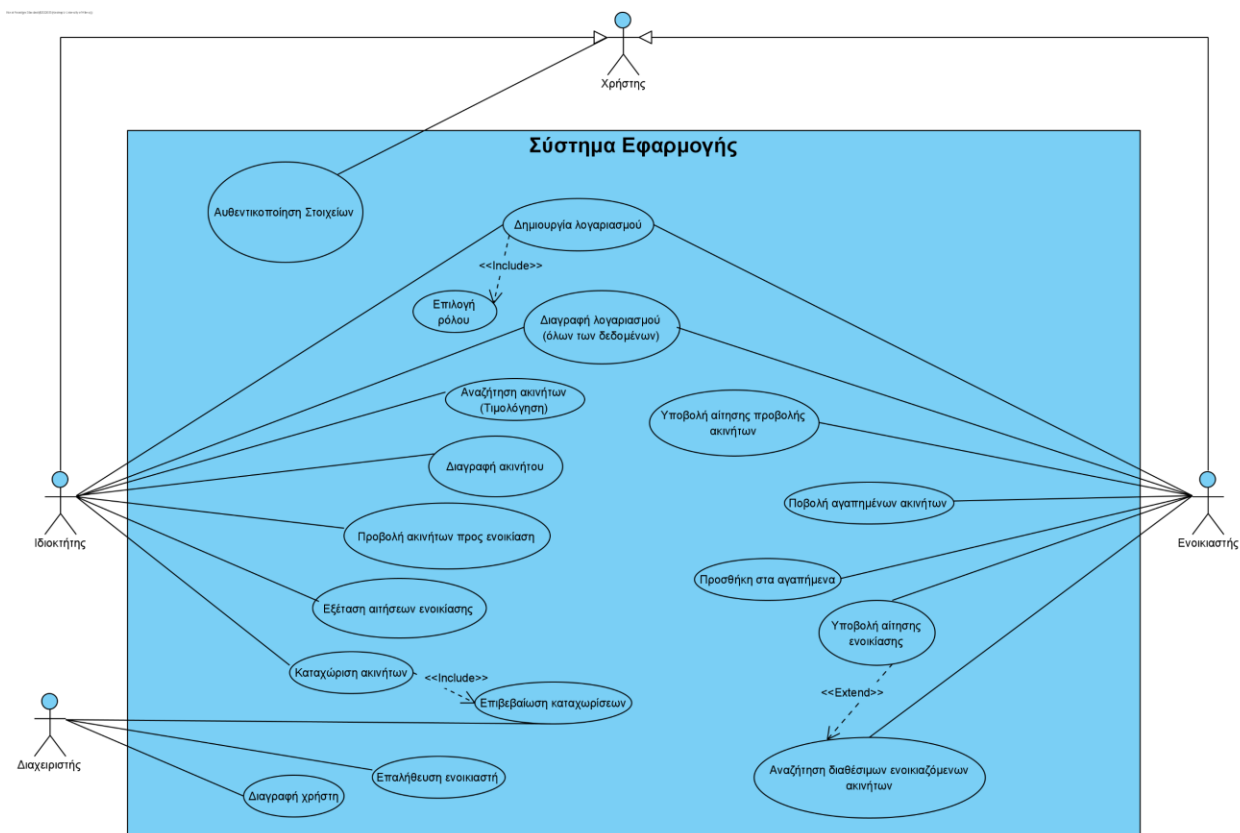 Χρήστης
Σύστημα Εφαρμογής
Αυθεντικοποίηση Στοιχείων
Δημιουργία λογαριασμού
<<Include>>
Επιλογή
ρόλου
Διαγραφή λογαριασμού
(όλων των δεδομένων)
Αναζήτηση ακινήτων
(Τιμολόγηση)
Υποβολή αίτησης προβολής
ακινήτων
Διαγραφή ακινήτου
Ποβολή αγαπημένων ακινήτων
Ιδιοκτήτης
Ενοικιαστής
Προβολή ακινήτων προς ενοικίαση
Προσθήκη στα αγαπήμενα
Εξέταση αιτήσεων ενοικίασης
Υποβολή αίτησης
ενοικίασης
Καταχώριση ακινήτων
<<Include>>
Επιβεβαίωση καταχωρίσεων
<<Extend>>
Διαχειριστής
Επαλήθευση ενοικιαστή
Αναζήτηση διαθέσιμων ενοικιαζόμενων
ακινήτων
Διαγραφή χρήστη